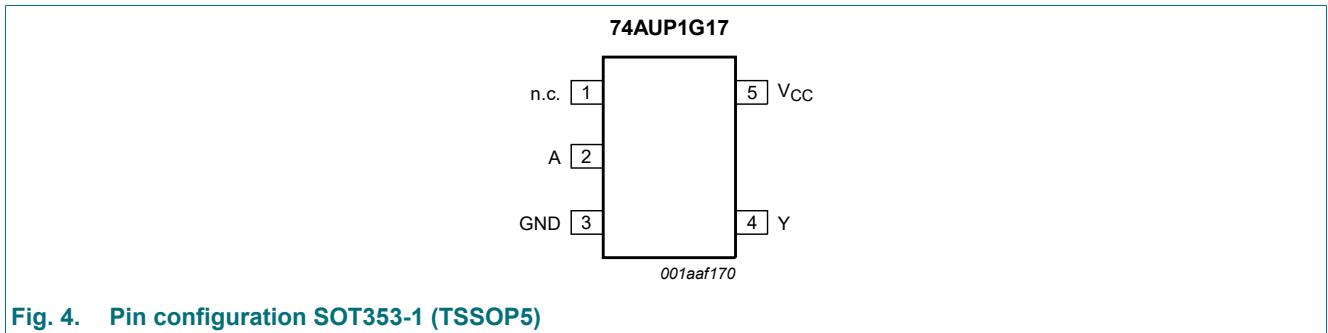 74AUP1G17
n.c. 1
5 VCC
A 2
GND 3
4 Y
001aaf170
Fig. 4. Pin configuration SOT353-1 (TSSOP5)